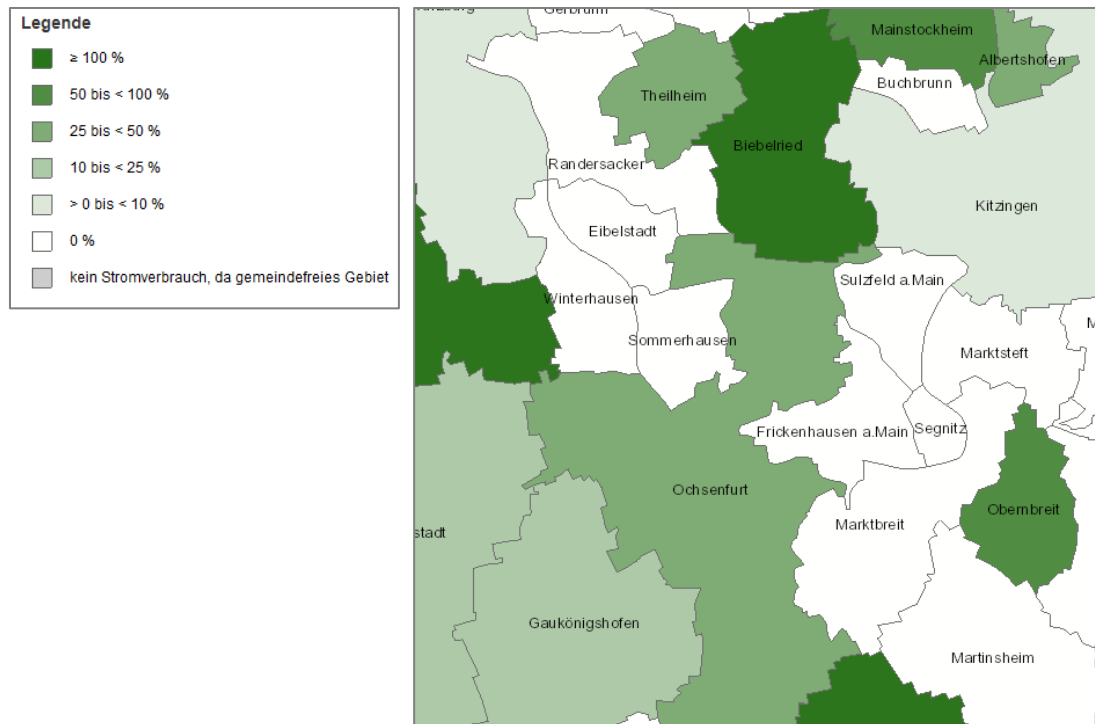 Legende
≥ 100 %
50 bis < 100 %
25 bis < 50 %
10 bis < 25 %
> 0 bis < 10 %
0 %
kein Stromverbrauch, da gemeindefreies Gebiet
Gerbrunn
Mainstockheim
Albertshofen
Buchbrunn
Theilheim
Biebelried
Randersacker
Kitzingen
Eibelstadt
Sulzfeld a.Main
Winterhausen
Sommerhausen
Marktsteft
M
Frickenhausen a.Main
Segnitz
Ochsenfurt
Obernbreit
Marktbreit
stadt
Gaukönigshofen
Martinsheim